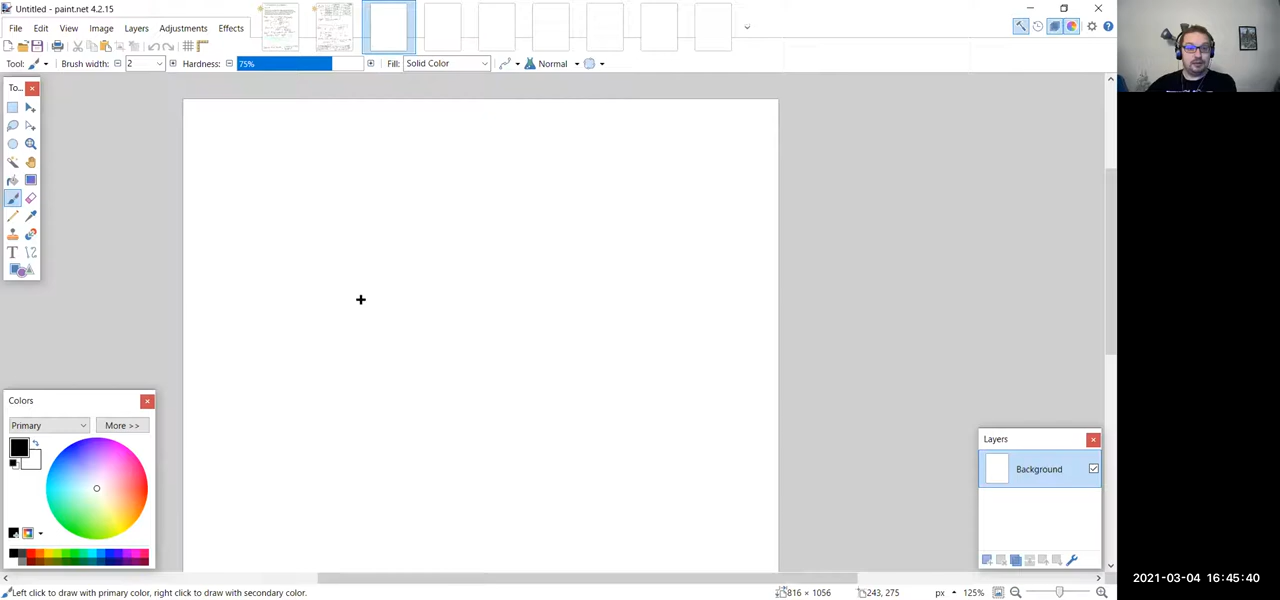 Untitled - paint.net 4.2.15
File Edit View Image Layers Adjustments Effects
Tool: Brush width: 2 Hardness: 75% Fill: Solid Color Normal
To...
Colors
Primary More >>
Layers
Background
Left click to draw with primary color, right click to draw with secondary color.
816 × 1056 243, 275 px 125%
2021-03-04 16:45:40